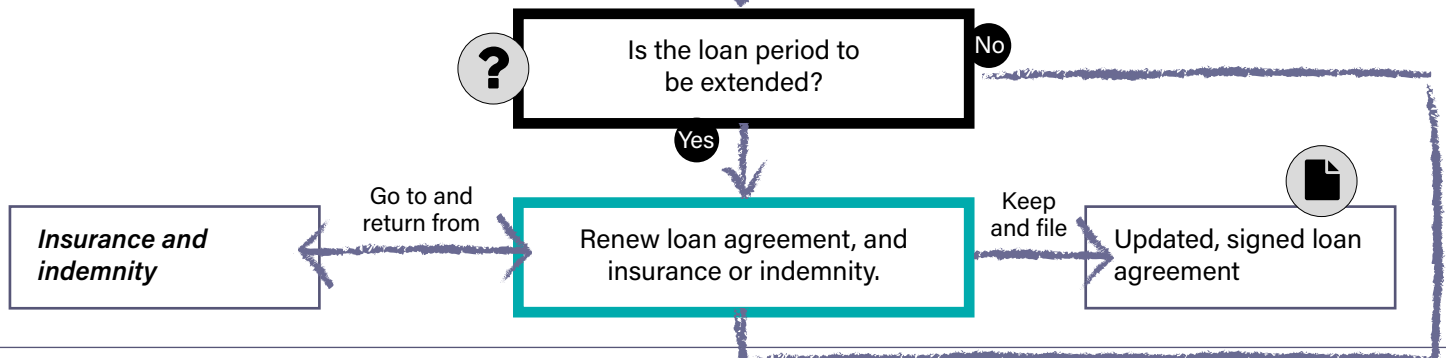 Is the loan period to
be extended?
No
Yes
Insurance and
indemnity
Go to and
return from
Renew loan agreement, and
insurance or indemnity.
Keep
and file
Updated, signed loan
agreement